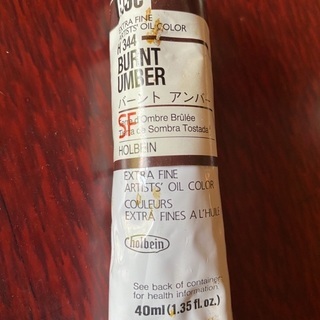 EXTRA FINE
ARTISTS' OIL COLOR
H 344
BURNT
UMBER
バーント アンバー
d'Ombre Brûlée
SF
de Sombra Tostada
HOLBEIN
EXTRA FINE
ARTISTS' OIL COLOR
COULEURS
EXTRA FINES A L'HUILE
holbein
See back of container
for health information.
40ml (1.35 fl. oz.)